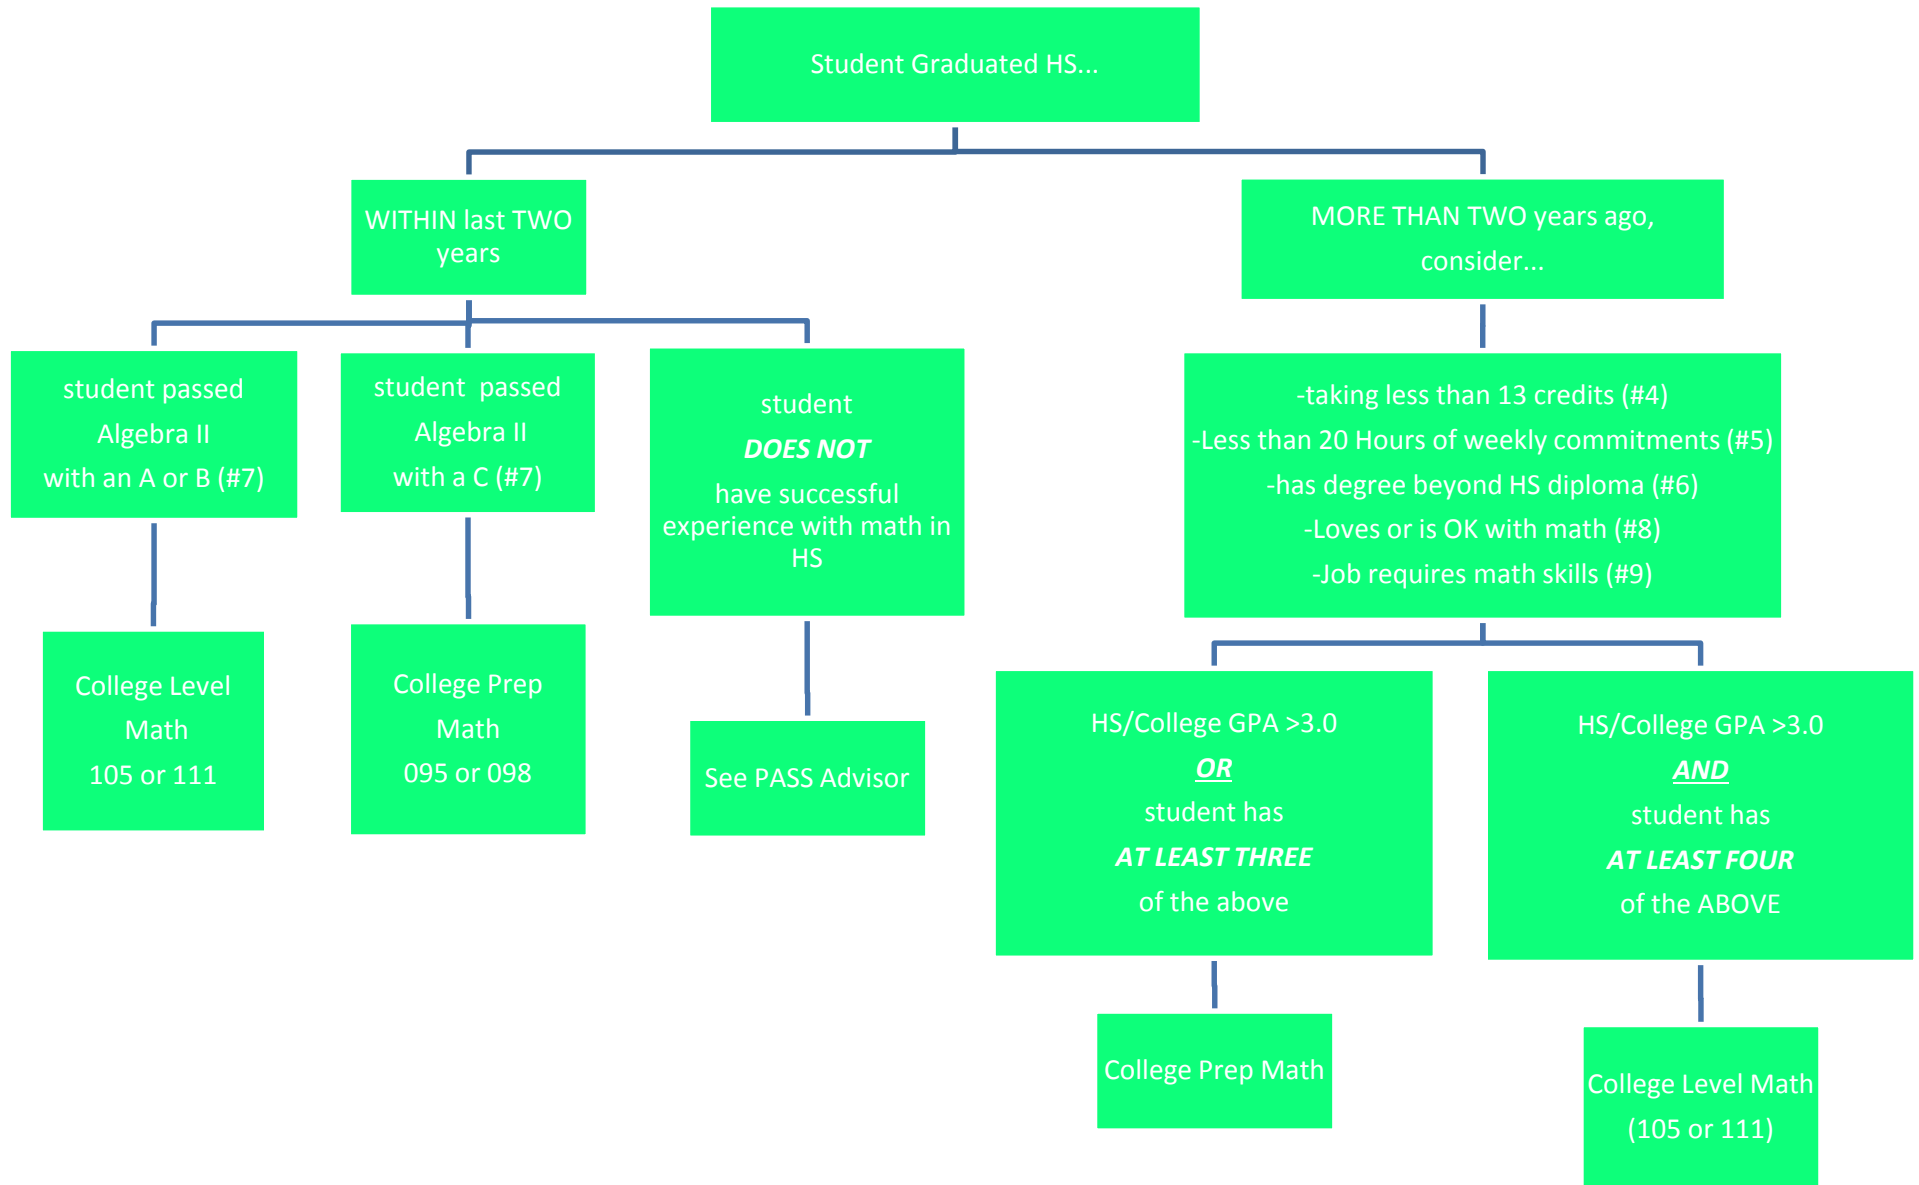 Student Graduated HS...
WITHIN last TWO
years
MORE THAN TWO years ago,
consider...
student passed
Algebra II
with an A or B (#7)
student passed
Algebra II
with a C (#7)
student
DOES NOT
have successful
experience with math in
HS
-taking less than 13 credits (#4)
-Less than 20 Hours of weekly commitments (#5)
-has degree beyond HS diploma (#6)
-Loves or is OK with math (#8)
-Job requires math skills (#9)
College Level
Math
105 or 111
College Prep
Math
095 or 098
See PASS Advisor
HS/College GPA >3.0
OR
student has
AT LEAST THREE
of the above
HS/College GPA >3.0
AND
student has
AT LEAST FOUR
of the ABOVE
College Prep Math
College Level Math
(105 or 111)